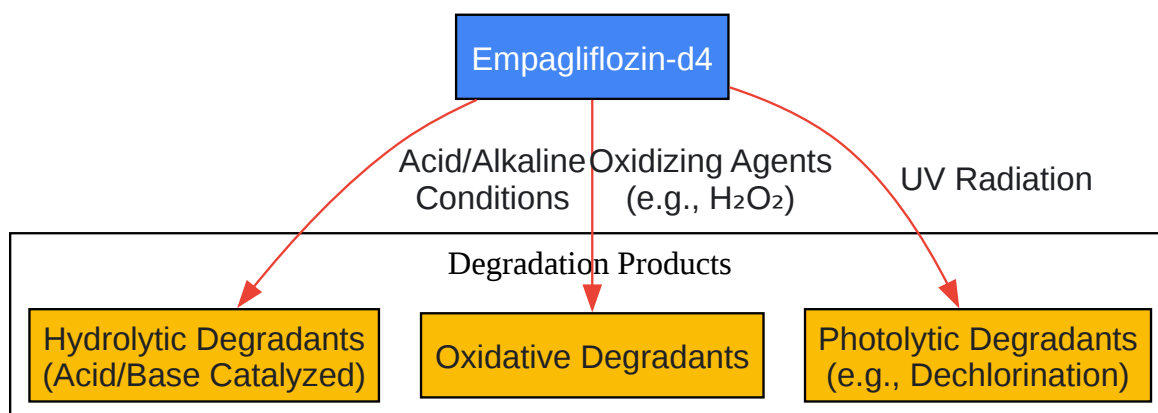 Empagliflozin-d4
Acid/Alkaline
Conditions
Oxidizing Agents
(e.g., H₂O₂)
UV Radiation
Degradation Products
Hydrolytic Degradants
(Acid/Base Catalyzed)
Oxidative Degradants
Photolytic Degradants
(e.g., Dechlorination)